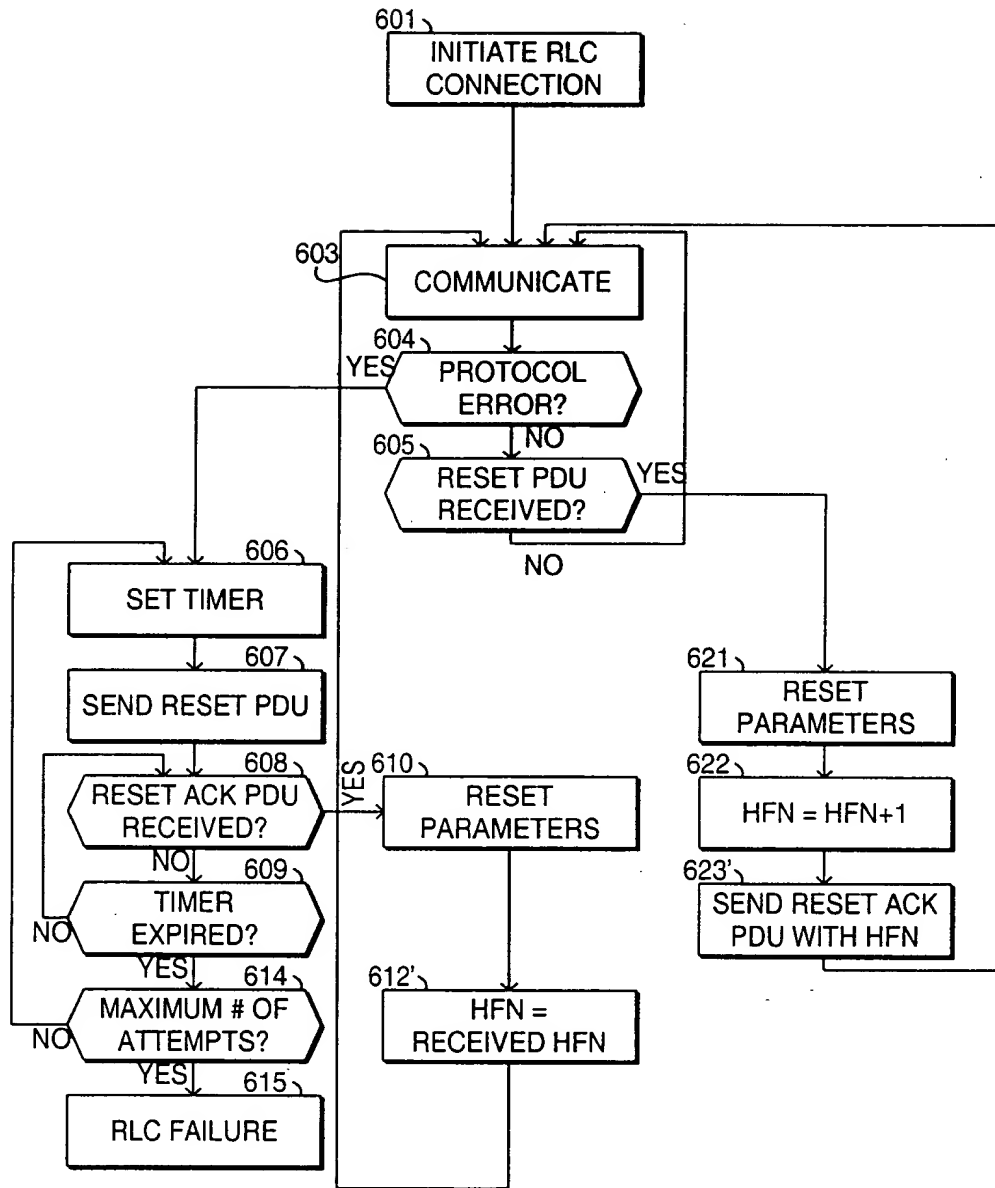 601
INITIATE RLC
CONNECTION
603
COMMUNICATE
604
YES
PROTOCOL
ERROR?
NO
605
RESET PDU
RECEIVED?
YES
NO
606
SET TIMER
607
SEND RESET PDU
608
RESET ACK PDU
RECEIVED?
YES
NO
609
TIMER
EXPIRED?
NO
YES
614
MAXIMUM # OF
ATTEMPTS?
NO
YES
615
RLC FAILURE
610
RESET
PARAMETERS
612'
HFN =
RECEIVED HFN
621
RESET
PARAMETERS
622
HFN = HFN+1
623'
SEND RESET ACK
PDU WITH HFN